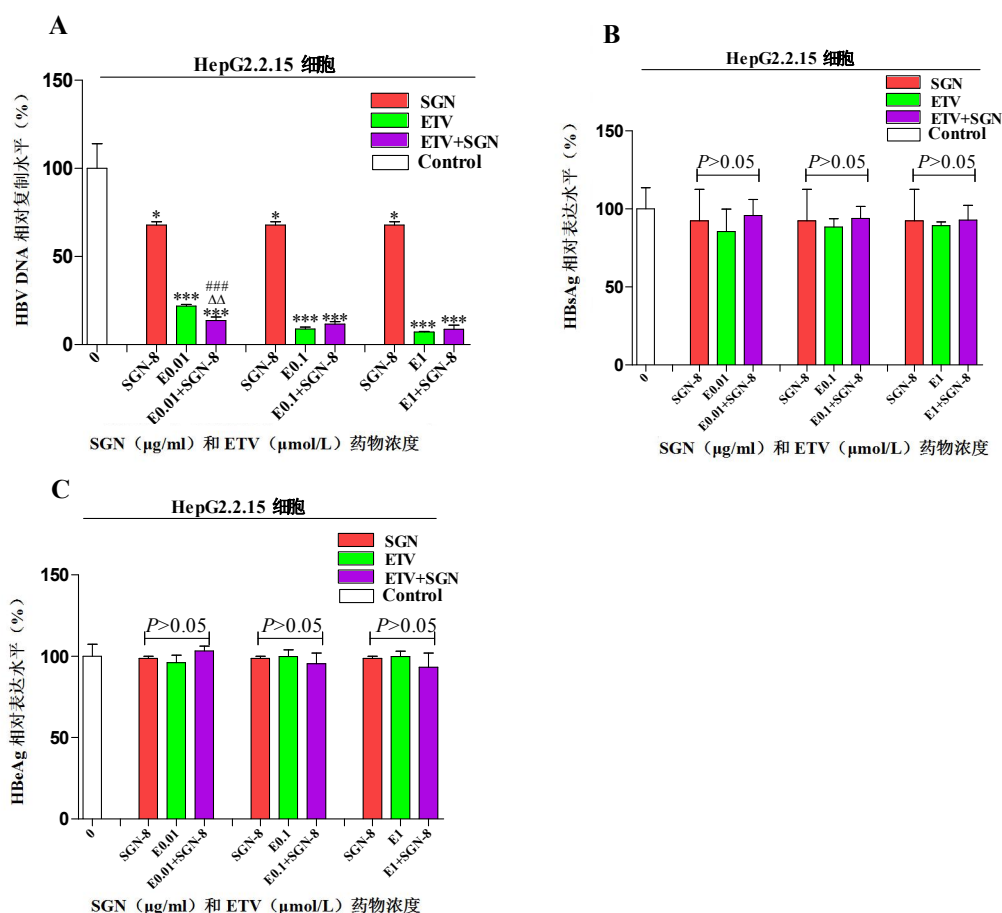 A
HepG2.2.15 细胞
SGN
ETV
ETV+SGN
Control
HBV DNA 相对复制水平（%）
150
100
50
0
*
***
###
ΔΔ
***
*
***
***
*
***
***
0
SGN-8
E0.01
E0.01+SGN-8
SGN-8
E0.1
E0.1+SGN-8
SGN-8
E1
E1+SGN-8
SGN（μg/ml）和 ETV（μmol/L）药物浓度
B
HepG2.2.15 细胞
SGN
ETV
ETV+SGN
Control
HBsAg 相对表达水平（%）
150
100
50
0
P>0.05
P>0.05
P>0.05
0
SGN-8
E0.01
E0.01+SGN-8
SGN-8
E0.1
E0.1+SGN-8
SGN-8
E1
E1+SGN-8
SGN（μg/ml）和 ETV（μmol/L）药物浓度
C
HepG2.2.15 细胞
SGN
ETV
ETV+SGN
Control
HBeAg 相对表达水平（%）
150
100
50
0
P>0.05
P>0.05
P>0.05
0
SGN-8
E0.01
E0.01+SGN-8
SGN-8
E0.1
E0.1+SGN-8
SGN-8
E1
E1+SGN-8
SGN（μg/ml）和 ETV（μmol/L）药物浓度